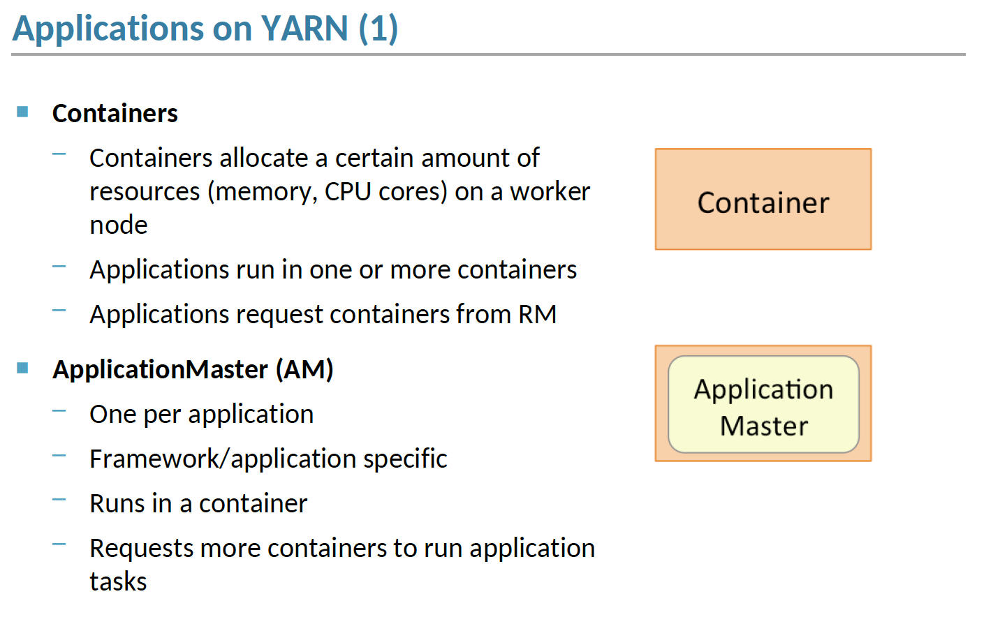 Applications on YARN (1)
Containers
Containers allocate a certain amount of
resources (memory, CPU cores) on a worker
node
Applications run in one or more containers
Applications request containers from RM
Container
ApplicationMaster (AM)
One per application
Framework/application specific
Runs in a container
Requests more containers to run application
tasks
Application
Master